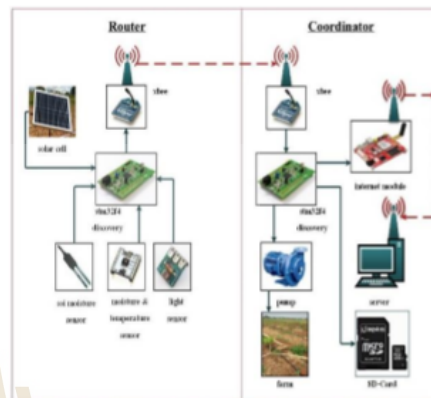 Router
Coordinator
xbee
xbee
solar cell
internet module
stm32f4
discovery
stm32f4
discovery
pump
server
soil moisture
sensor
moisture &
temperature
sensor
light
sensor
farm
SD-Card